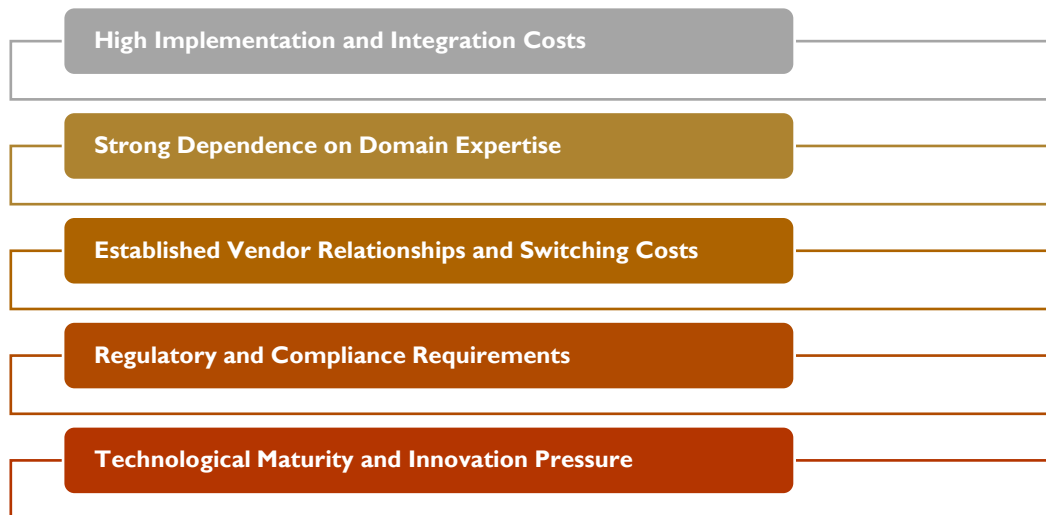 High Implementation and Integration Costs
Strong Dependence on Domain Expertise
Established Vendor Relationships and Switching Costs
Regulatory and Compliance Requirements
Technological Maturity and Innovation Pressure